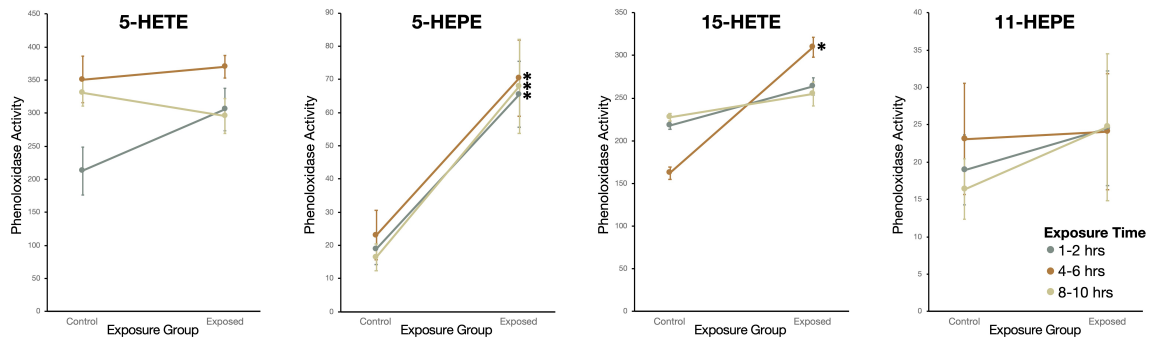 5-HETE
Phenoloxidase Activity
450
400
350
300
250
200
150
100
50
0
Control
Exposed
Exposure Group
5-HEPE
Phenoloxidase Activity
90
80
70
60
50
40
30
20
10
0
*
*
*
Control
Exposed
Exposure Group
15-HETE
Phenoloxidase Activity
350
300
250
200
150
100
50
0
*
Control
Exposed
Exposure Group
11-HEPE
Phenoloxidase Activity
40
35
30
25
20
15
10
5
0
Control
Exposed
Exposure Group
Exposure Time
1-2 hrs
4-6 hrs
8-10 hrs